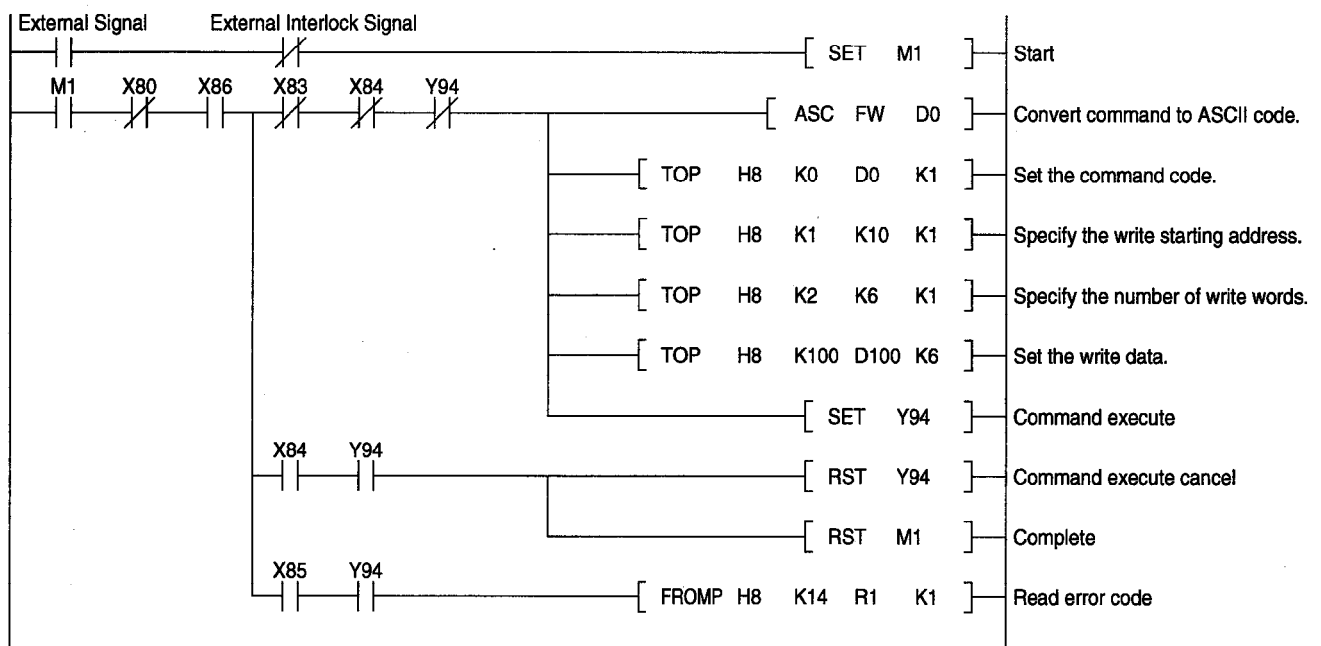 External Signal External Interlock Signal
SET M1 Start
M1 X80 X86 X83 X84 Y94
ASC FW D0 Convert command to ASCII code.
TOP H8 K0 D0 K1 Set the command code.
TOP H8 K1 K10 K1 Specify the write starting address.
TOP H8 K2 K6 K1 Specify the number of write words.
TOP H8 K100 D100 K6 Set the write data.
SET Y94 Command execute
X84 Y94
RST Y94 Command execute cancel
RST M1 Complete
X85 Y94
FROMP H8 K14 R1 K1 Read error code